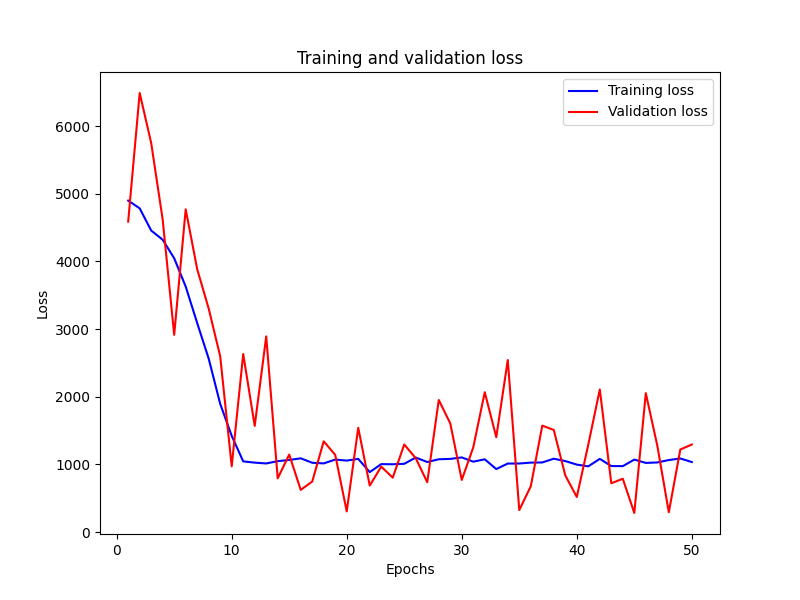 Training and validation loss
Training loss
Validation loss
6000
5000
4000
3000
2000
1000
0
Loss
0 10 20 30 40 50
Epochs